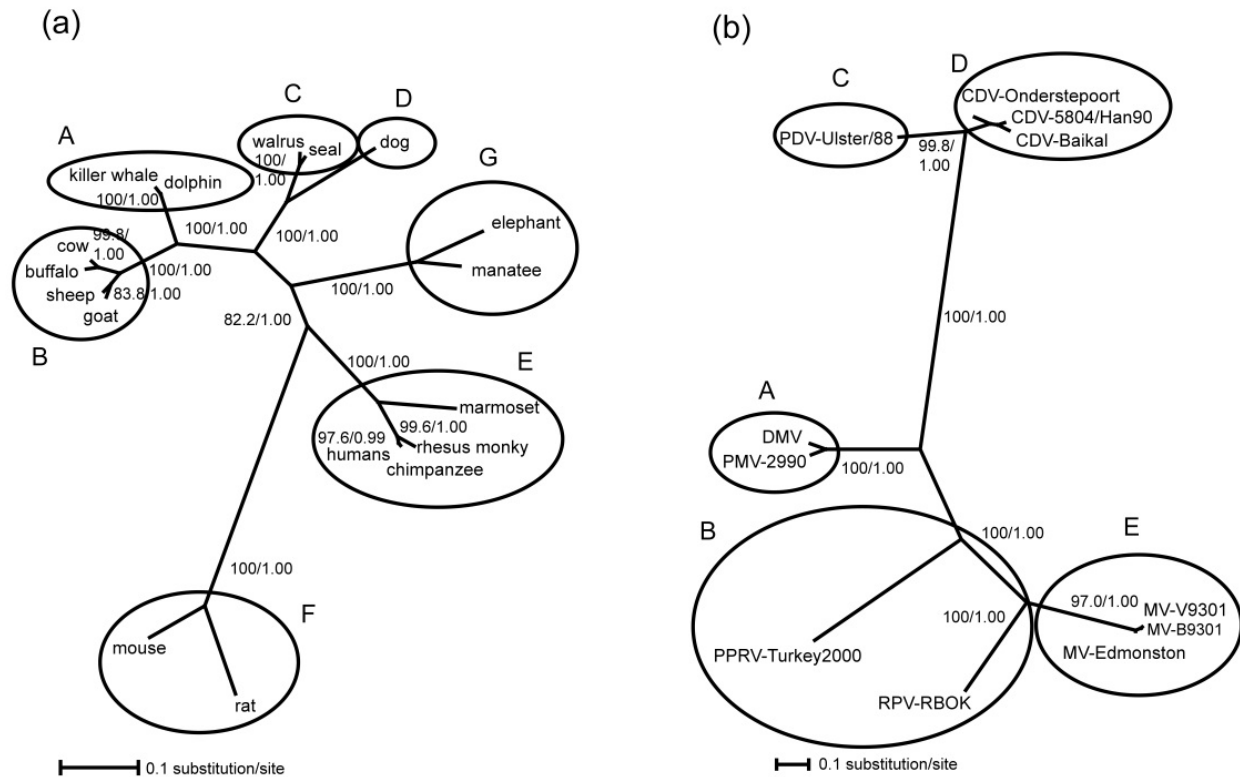 (a)
C
D
A
walrus
seal
dog
100/
1.00
G
killer whale
dolphin
100/1.00
elephant
100/1.00
100/1.00
cow
99.8/
1.00
manatee
buffalo
100/1.00
100/1.00
sheep
83.8/1.00
goat
82.2/1.00
B
100/1.00
E
marmoset
99.6/1.00
97.6/0.99
humans
rhesus monky
chimpanzee
100/1.00
F
mouse
rat
0.1 substitution/site
(b)
C
D
CDV-Onderstepoort
CDV-5804/Han90
PDV-Ulster/88
CDV-Baikal
99.8/
1.00
100/1.00
A
DMV
PMV-2990
100/1.00
B
100/1.00
E
97.0/1.00
MV-V9301
MV-B9301
100/1.00
MV-Edmonston
PPRV-Turkey2000
RPV-RBOK
0.1 substitution/site